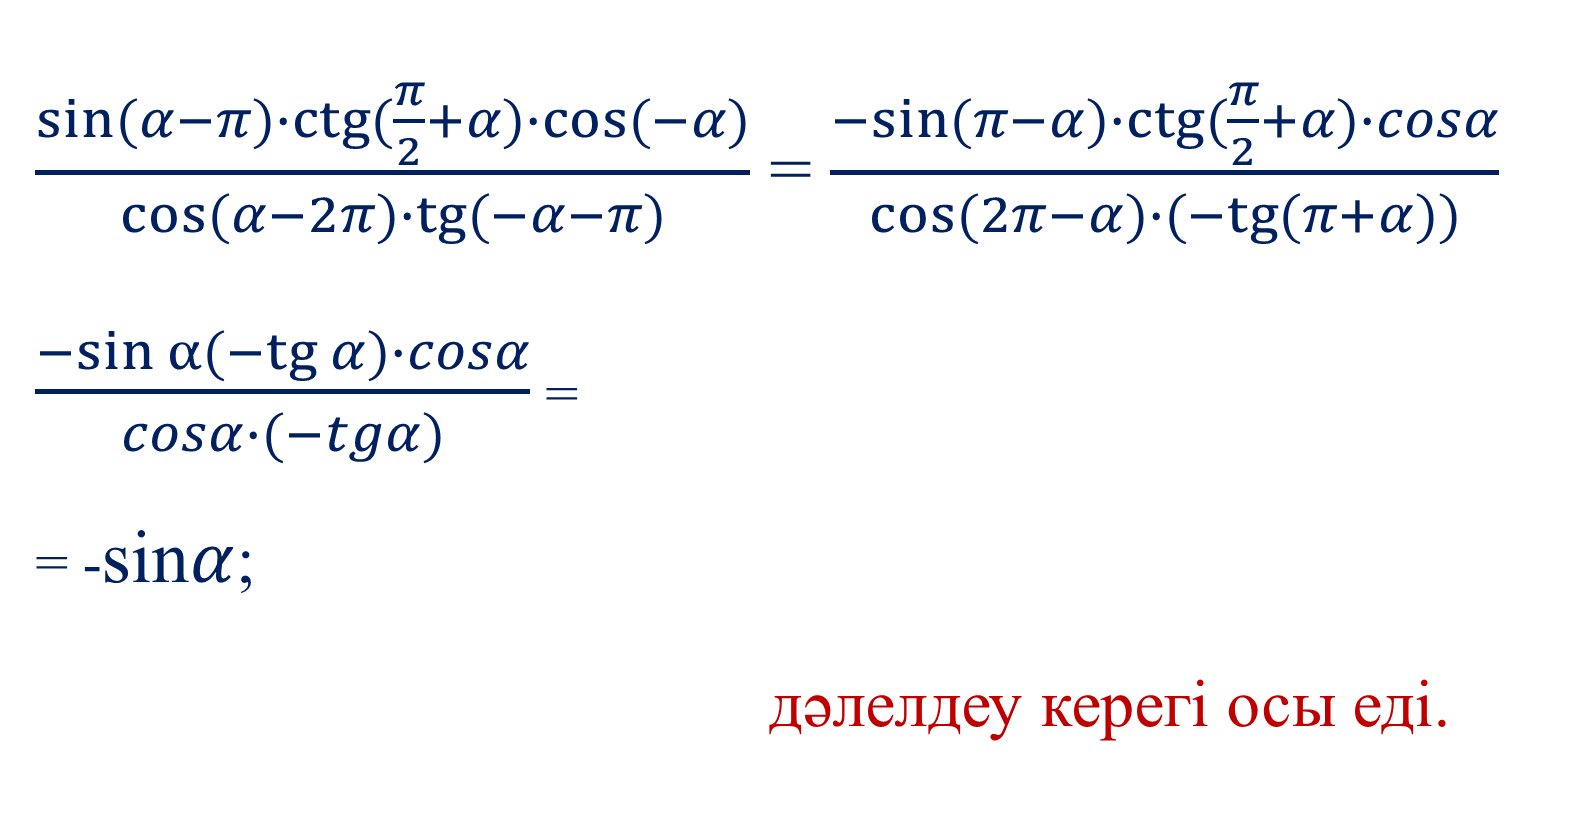 sin(α−π)·ctg(π/2+α)·cos(−α) / cos(α−2π)·tg(−α−π) = −sin(π−α)·ctg(π/2+α)·cosα / cos(2π−α)·(−tg(π+α))
−sin α(−tg α)·cosα / cosα·(−tgα) =
= -sinα;
дәлелдеу керегі осы еді.